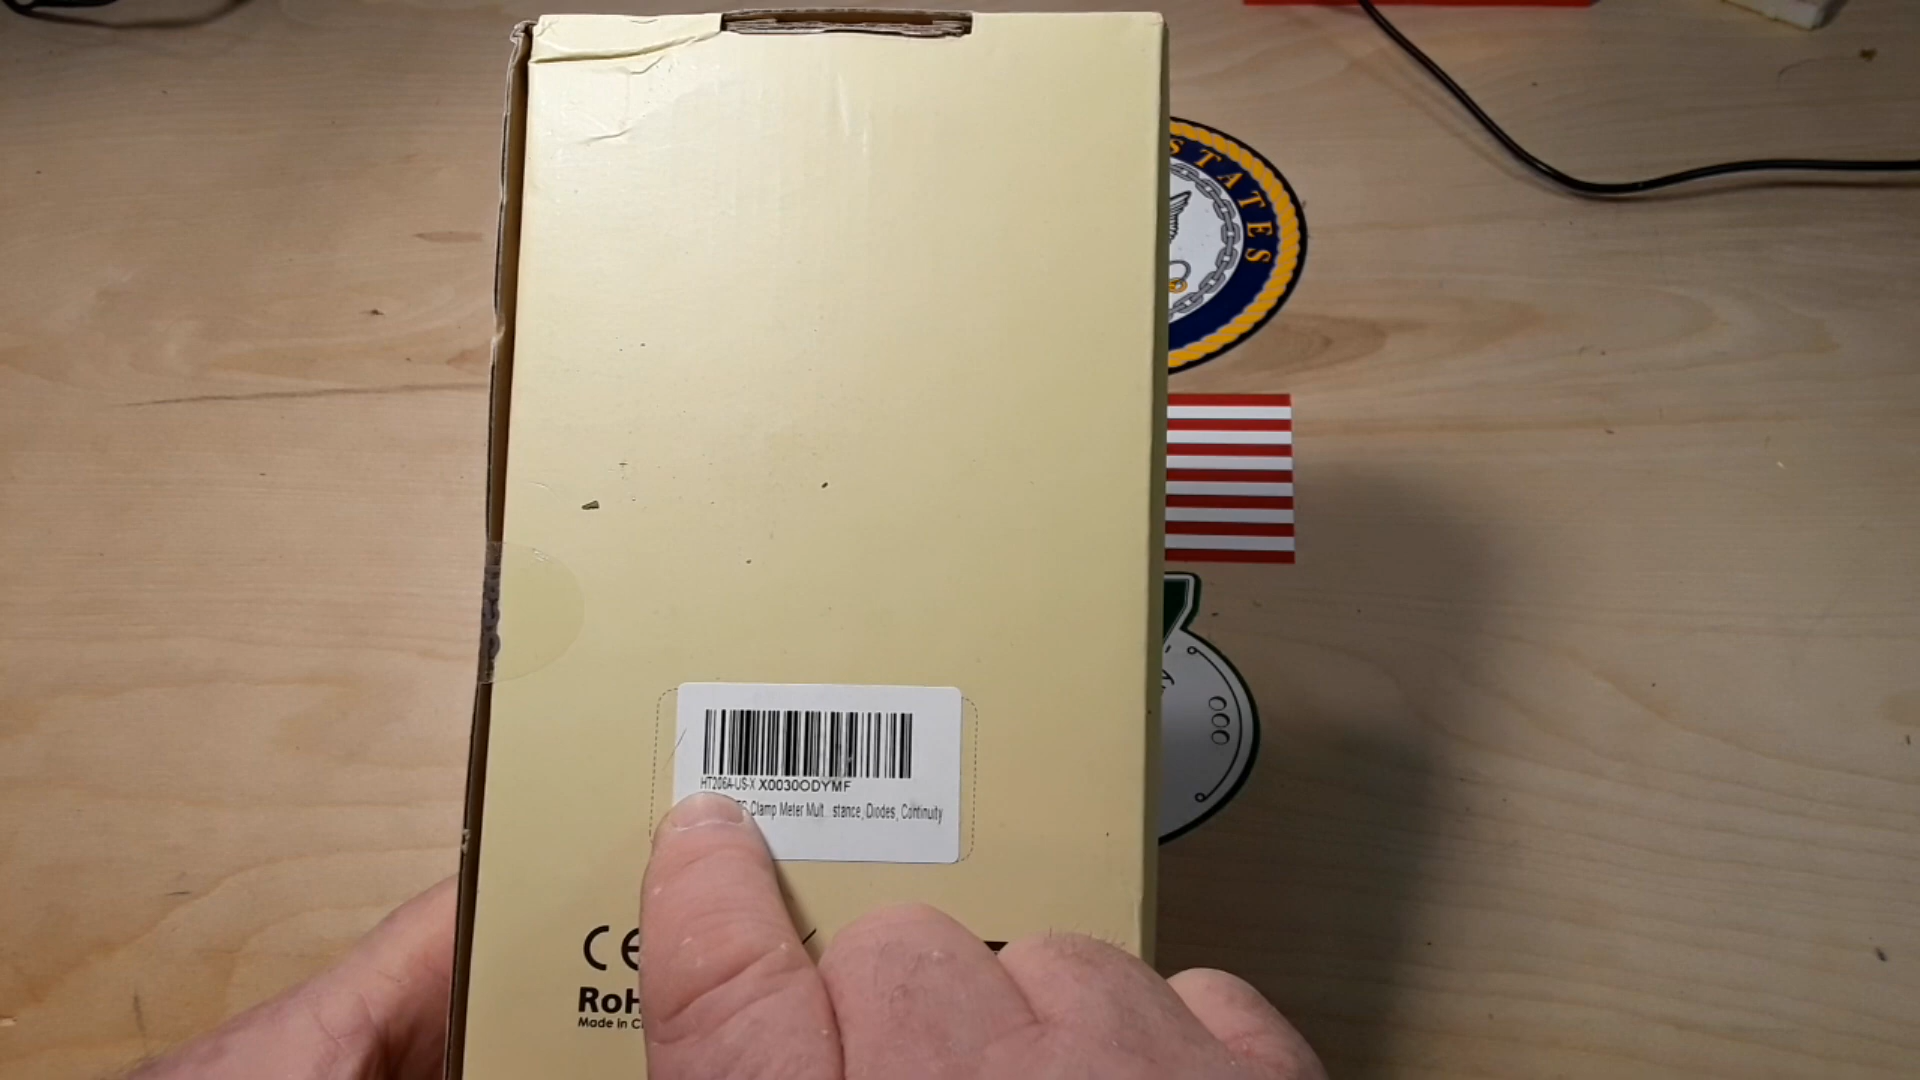 STATES
HT206A-US-X X0030ODYMF
Clamp Meter Mult... stance, Diodes, Continuity
CE
RoH
Made in C